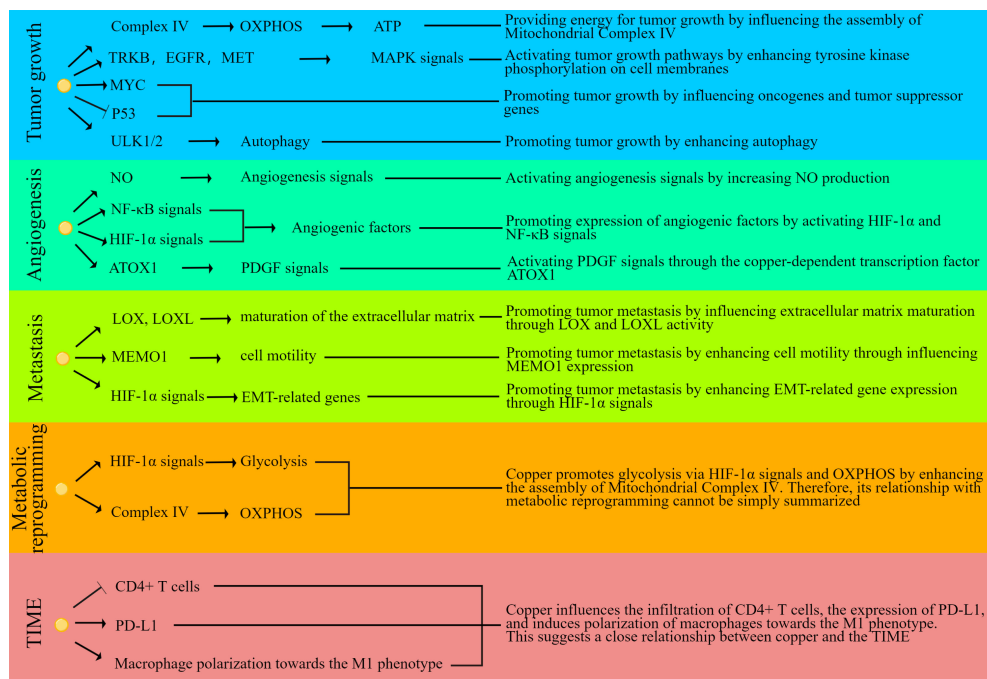 Tumor growth
Complex IV
OXPHOS
ATP
Providing energy for tumor growth by influencing the assembly of
Mitochondrial Complex IV
TRKB, EGFR, MET
MAPK signals
Activating tumor growth pathways by enhancing tyrosine kinase
phosphorylation on cell membranes
MYC
P53
Promoting tumor growth by influencing oncogenes and tumor suppressor
genes
ULK1/2
Autophagy
Promoting tumor growth by enhancing autophagy
Angiogenesis
NO
Angiogenesis signals
Activating angiogenesis signals by increasing NO production
NF-κB signals
HIF-1α signals
Angiogenic factors
Promoting expression of angiogenic factors by activating HIF-1α and
NF-κB signals
ATOX1
PDGF signals
Activating PDGF signals through the copper-dependent transcription factor
ATOX1
Metastasis
LOX, LOXL
maturation of the extracellular matrix
Promoting tumor metastasis by influencing extracellular matrix maturation
through LOX and LOXL activity
MEMO1
cell motility
Promoting tumor metastasis by enhancing cell motility through influencing
MEMO1 expression
HIF-1α signals
EMT-related genes
Promoting tumor metastasis by enhancing EMT-related gene expression
through HIF-1α signals
Metabolic
reprogramming
HIF-1α signals
Glycolysis
Complex IV
OXPHOS
Copper promotes glycolysis via HIF-1α signals and OXPHOS by enhancing
the assembly of Mitochondrial Complex IV. Therefore, its relationship with
metabolic reprogramming cannot be simply summarized
TIME
CD4+ T cells
PD-L1
Macrophage polarization towards the M1 phenotype
Copper influences the infiltration of CD4+ T cells, the expression of PD-L1,
and induces polarization of macrophages towards the M1 phenotype.
This suggests a close relationship between copper and the TIME